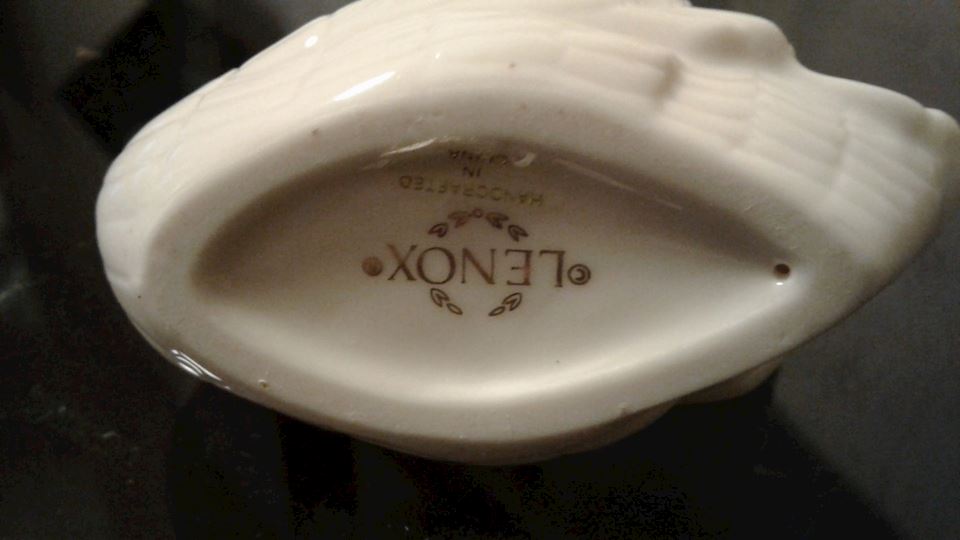 ©LENOX®
HANDCRAFTED
IN
CHINA